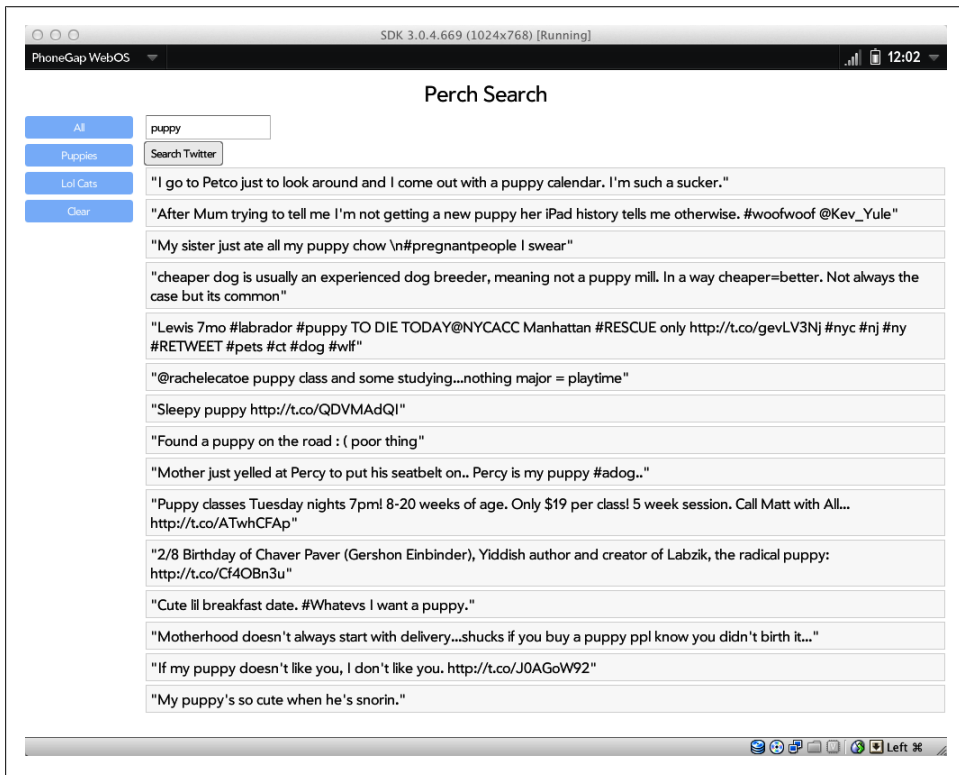 SDK 3.0.4.669 (1024x768) [Running]
PhoneGap WebOS
12:02
Perch Search
All
Puppies
Lol Cats
Clear
puppy
Search Twitter
"I go to Petco just to look around and I come out with a puppy calendar. I'm such a sucker."
"After Mum trying to tell me I'm not getting a new puppy her iPad history tells me otherwise. #woofwoof @Kev_Yule"
"My sister just ate all my puppy chow \n#pregnantpeople I swear"
"cheaper dog is usually an experienced dog breeder, meaning not a puppy mill. In a way cheaper=better. Not always the
case but its common"
"Lewis 7mo #labrador #puppy TO DIE TODAY@NYCACC Manhattan #RESCUE only http://t.co/gevLV3Nj #nyc #nj #ny
#RETWEET #pets #ct #dog #wlf"
"@rachelecatoe puppy class and some studying...nothing major = playtime"
"Sleepy puppy http://t.co/QDVMAdQI"
"Found a puppy on the road : ( poor thing"
"Mother just yelled at Percy to put his seatbelt on.. Percy is my puppy #adog.."
"Puppy classes Tuesday nights 7pm! 8-20 weeks of age. Only $19 per class! 5 week session. Call Matt with All...
http://t.co/ATwhCFAp"
"2/8 Birthday of Chaver Paver (Gershon Einbinder), Yiddish author and creator of Labzik, the radical puppy:
http://t.co/Cf4OBn3u"
"Cute lil breakfast date. #Whatevs I want a puppy."
"Motherhood doesn't always start with delivery...shucks if you buy a puppy ppl know you didn't birth it..."
"If my puppy doesn't like you, I don't like you. http://t.co/J0AGoW92"
"My puppy's so cute when he's snorin."
Left ⌘